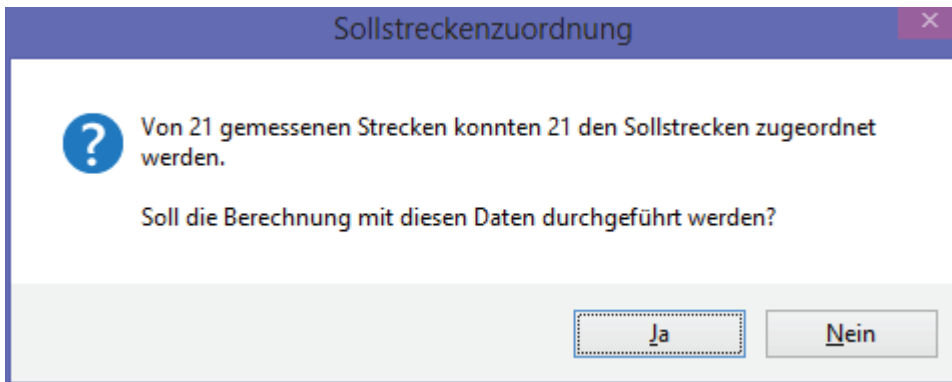 Sollstreckenzuordnung
Von 21 gemessenen Strecken konnten 21 den Sollstrecken zugeordnet
werden.
Soll die Berechnung mit diesen Daten durchgeführt werden?
Ja
Nein